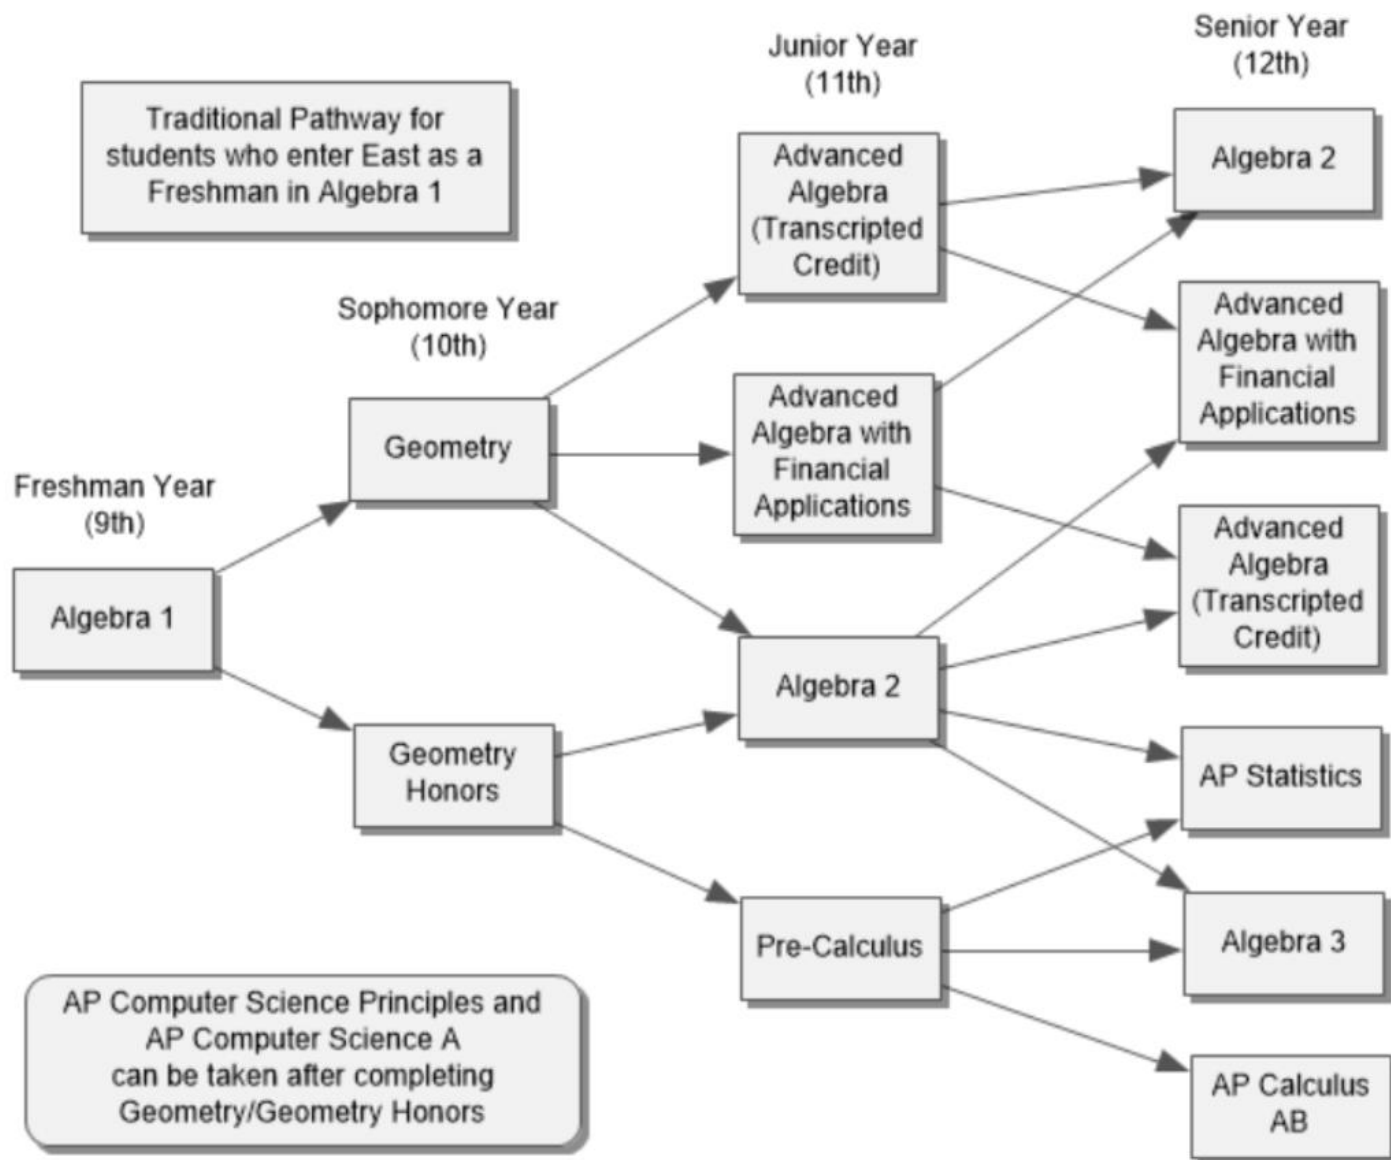 Traditional Pathway for
students who enter East as a
Freshman in Algebra 1
Freshman Year
(9th)
Algebra 1
Sophomore Year
(10th)
Geometry
Geometry
Honors
Junior Year
(11th)
Advanced
Algebra
(Transcripted
Credit)
Advanced
Algebra with
Financial
Applications
Algebra 2
Pre-Calculus
Senior Year
(12th)
Algebra 2
Advanced
Algebra with
Financial
Applications
Advanced
Algebra
(Transcripted
Credit)
AP Statistics
Algebra 3
AP Calculus
AB
AP Computer Science Principles and
AP Computer Science A
can be taken after completing
Geometry/Geometry Honors